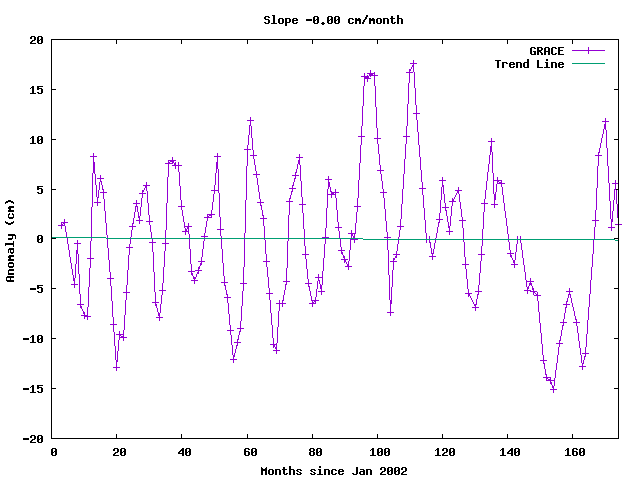 Slope -0.00 cm/month
GRACE
Trend Line
20
15
10
5
0
-5
-10
-15
-20
Anomaly (cm)
0 20 40 60 80 100 120 140 160
Months since Jan 2002